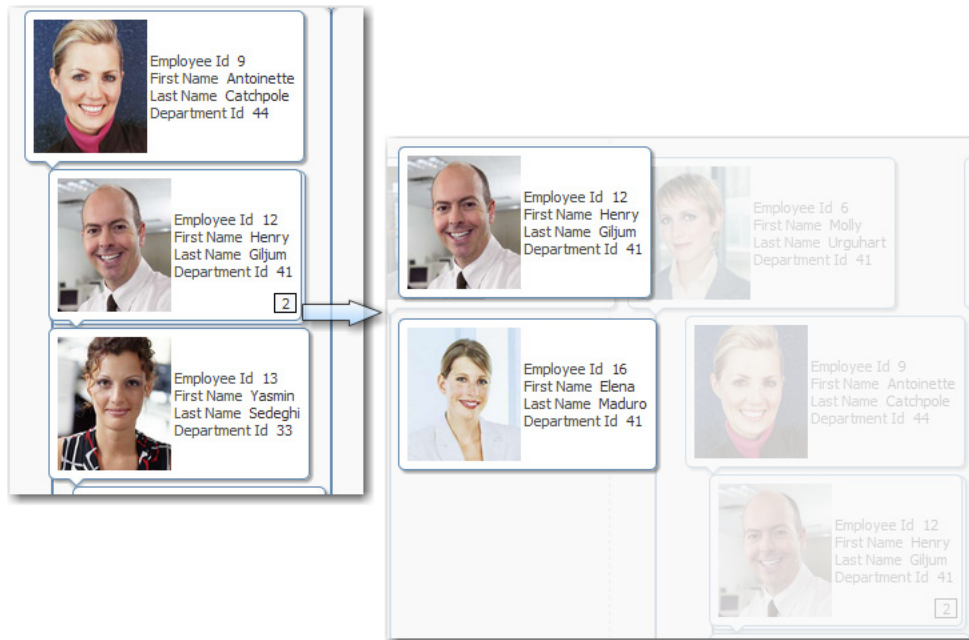 Employee Id 9
First Name Antoinette
Last Name Catchpole
Department Id 44
Employee Id 12
First Name Henry
Last Name Giljum
Department Id 41
2
Employee Id 13
First Name Yasmin
Last Name Sedeghi
Department Id 33
Employee Id 12
First Name Henry
Last Name Giljum
Department Id 41
Employee Id 6
First Name Molly
Last Name Urguhart
Department Id 41
Employee Id 16
First Name Elena
Last Name Maduro
Department Id 41
Employee Id 9
First Name Antoinette
Last Name Catchpole
Department Id 44
Employee Id 12
First Name Henry
Last Name Giljum
Department Id 41
2